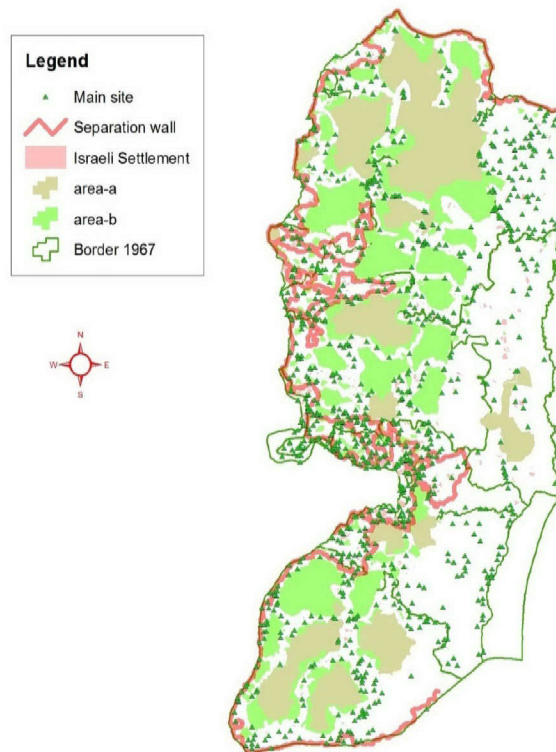 Legend
Main site
Separation wall
Israeli Settlement
area-a
area-b
Border 1967
N
W E
S